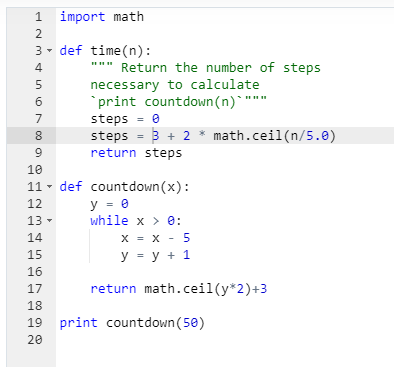 1 import math
2
3 def time(n):
4     """ Return the number of steps
5     necessary to calculate
6     `print countdown(n)`"""
7     steps = 0
8     steps = 3 + 2 * math.ceil(n/5.0)
9     return steps
10
11 def countdown(x):
12     y = 0
13     while x > 0:
14         x = x - 5
15         y = y + 1
16
17     return math.ceil(y*2)+3
18
19 print countdown(50)
20